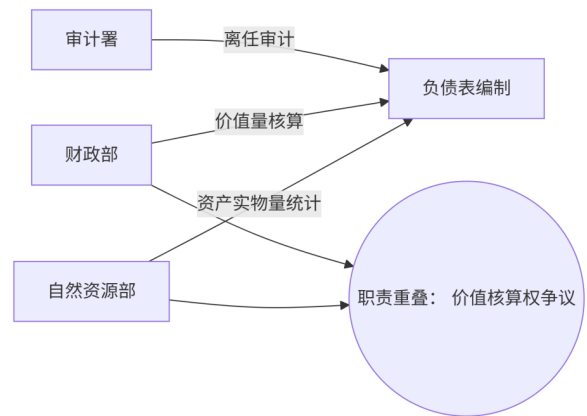 审计署
离任审计
负债表编制
价值量核算
财政部
资产实物量统计
自然资源部
职责重叠： 价值核算权争议